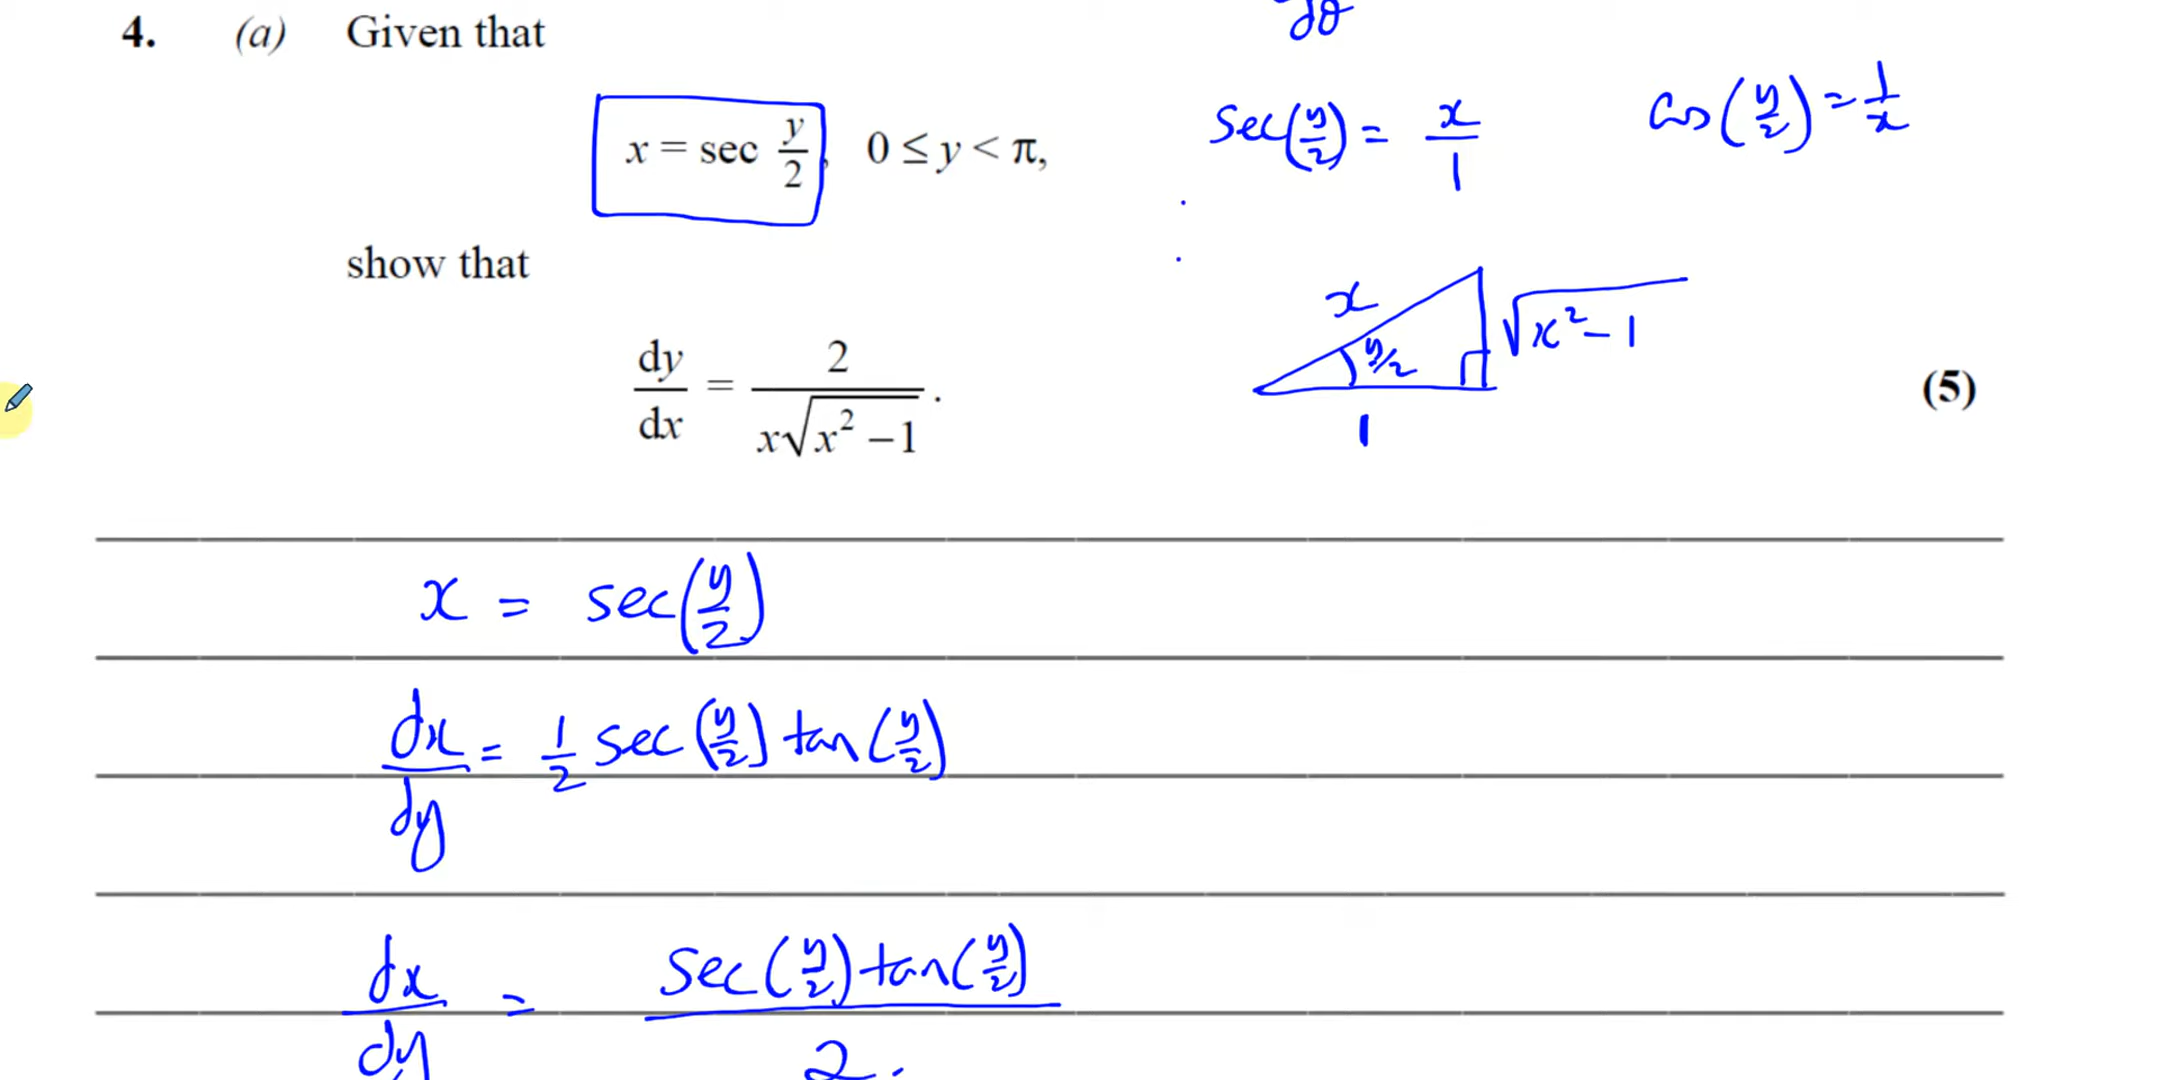 dθ
4. (a) Given that
x = sec y/2, 0 ≤ y < π,
sec(y/2) = x/1
cos(y/2) = 1/x
show that
dy/dx = 2/(x√(x² − 1)).
x
y/2
√(x² − 1)
1
(5)
x = sec(y/2)
dx/dy = 1/2 sec(y/2) tan(y/2)
dx/dy = sec(y/2) tan(y/2)/2.